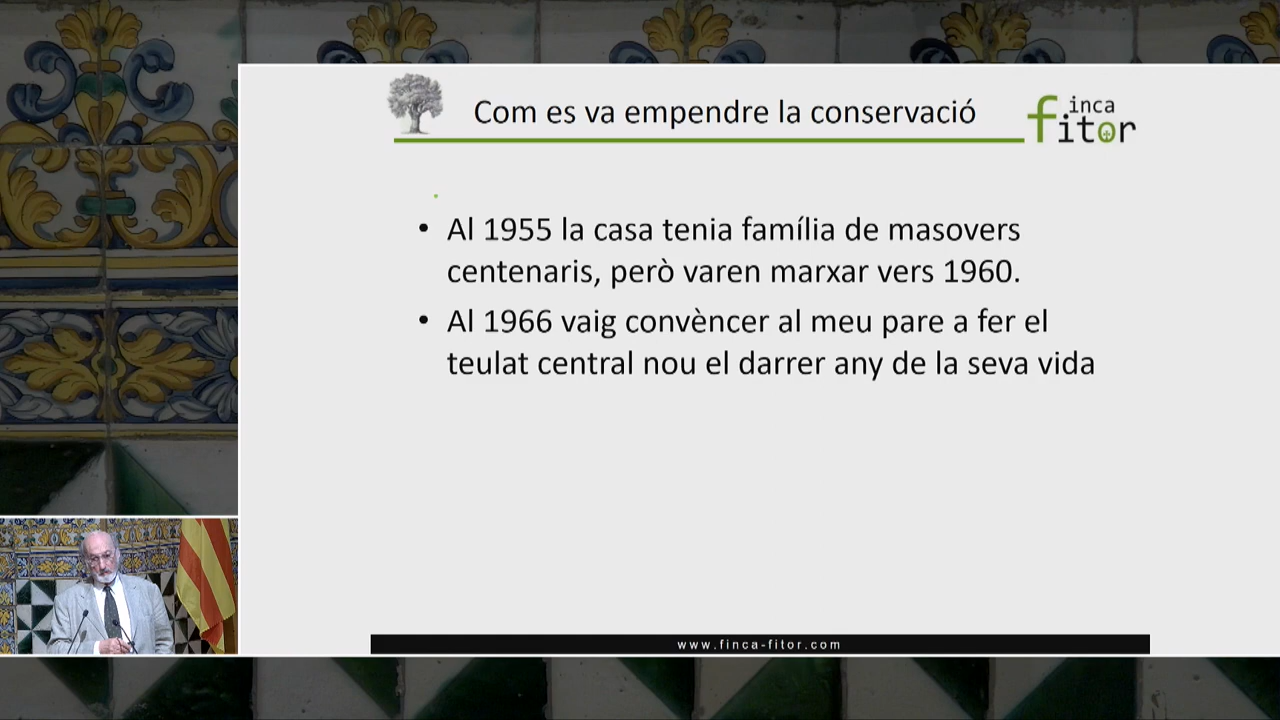 Com es va empendre la conservació
finca
fitor
• Al 1955 la casa tenia família de masovers
centenaris, però varen marxar vers 1960.
• Al 1966 vaig convèncer al meu pare a fer el
teulat central nou el darrer any de la seva vida
www.finca-fitor.com